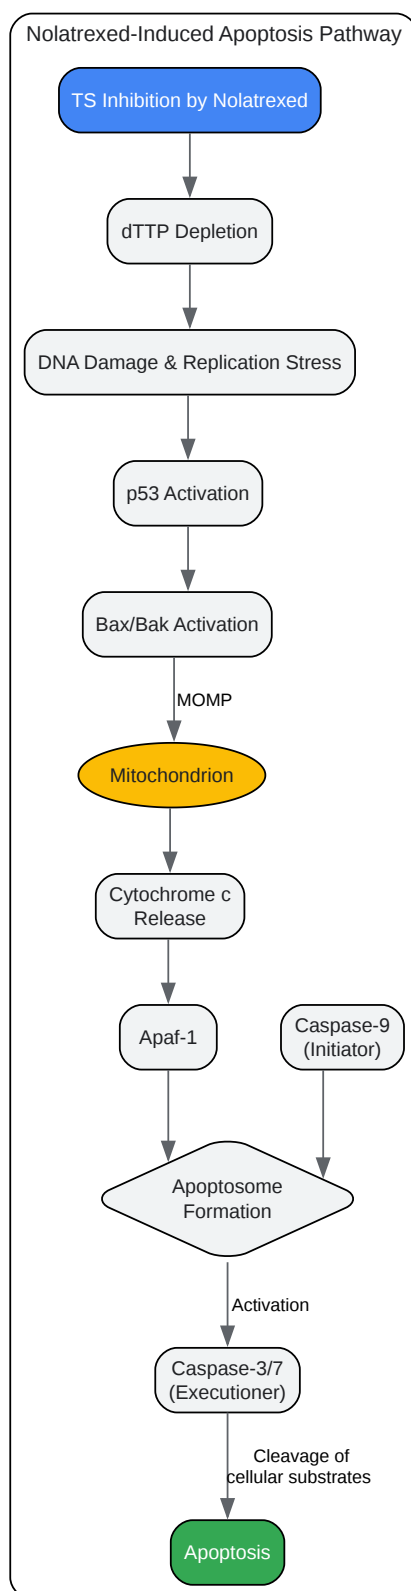 Nolatrexed-Induced Apoptosis Pathway
TS Inhibition by Nolatrexed
dTTP Depletion
DNA Damage & Replication Stress
p53 Activation
Bax/Bak Activation
MOMP
Mitochondrion
Cytochrome c
Release
Apaf-1
Caspase-9
(Initiator)
Apoptosome
Formation
Activation
Caspase-3/7
(Executioner)
Cleavage of
cellular substrates
Apoptosis